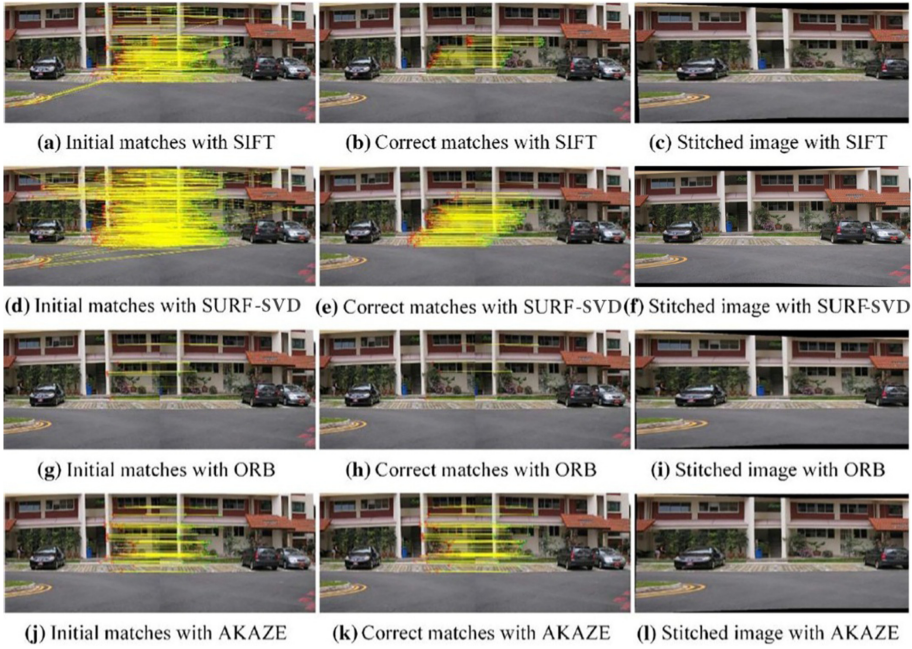 (a) Initial matches with SIFT
(b) Correct matches with SIFT
(c) Stitched image with SIFT
(d) Initial matches with SURF-SVD
(e) Correct matches with SURF-SVD
(f) Stitched image with SURF-SVD
(g) Initial matches with ORB
(h) Correct matches with ORB
(i) Stitched image with ORB
(j) Initial matches with AKAZE
(k) Correct matches with AKAZE
(l) Stitched image with AKAZE